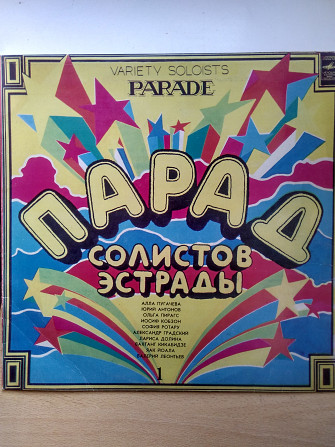 VARIETY SOLOISTS
PARADE
ПАРАД
СОЛИСТОВ
ЭСТРАДЫ
АЛЛА ПУГАЧЕВА
ЮРИЙ АНТОНОВ
ОЛЬГА ПИРАГС
ИОСИФ КОБЗОН
СОФИЯ РОТАРУ
АЛЕКСАНДР ГРАДСКИЙ
ЛАРИСА ДОЛИНА
ВАХТАНГ КИКАБИДЗЕ
ЯАК ЙОАЛА
ВАЛЕРИЙ ЛЕОНТЬЕВ
1